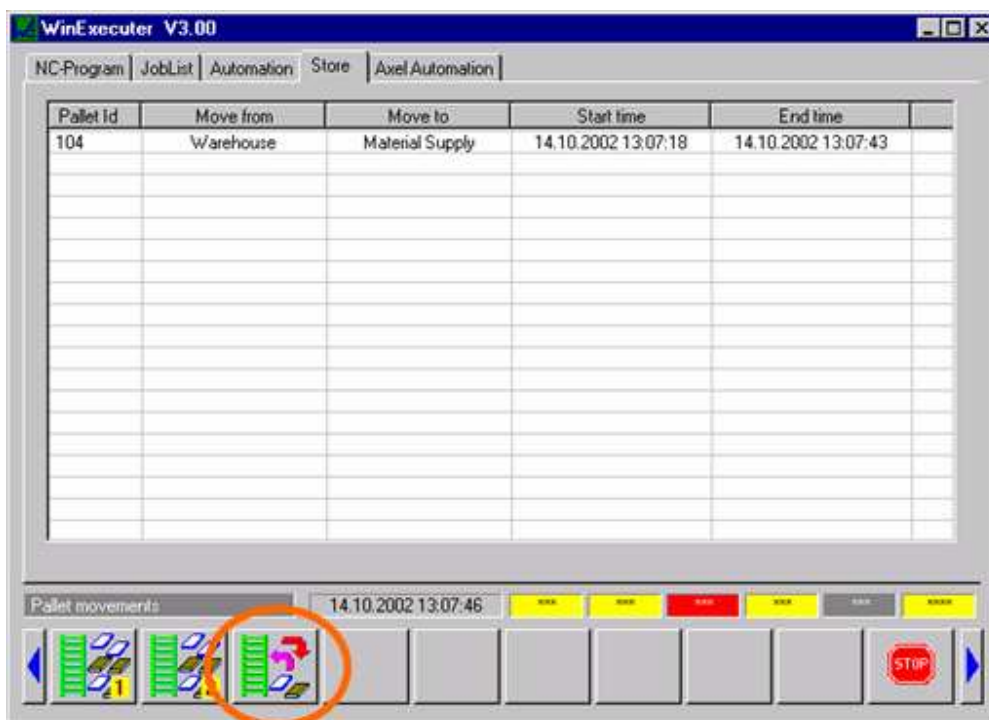 WinExecuter V3.00
NC-Program JobList Automation Store Axel Automation
Pallet Id Move from Move to Start time End time
104 Warehouse Material Supply 14.10.2002 13:07:18 14.10.2002 13:07:43
Pallet movements 14.10.2002 13:07:46 *** *** *** *** *** ****
1 STOP